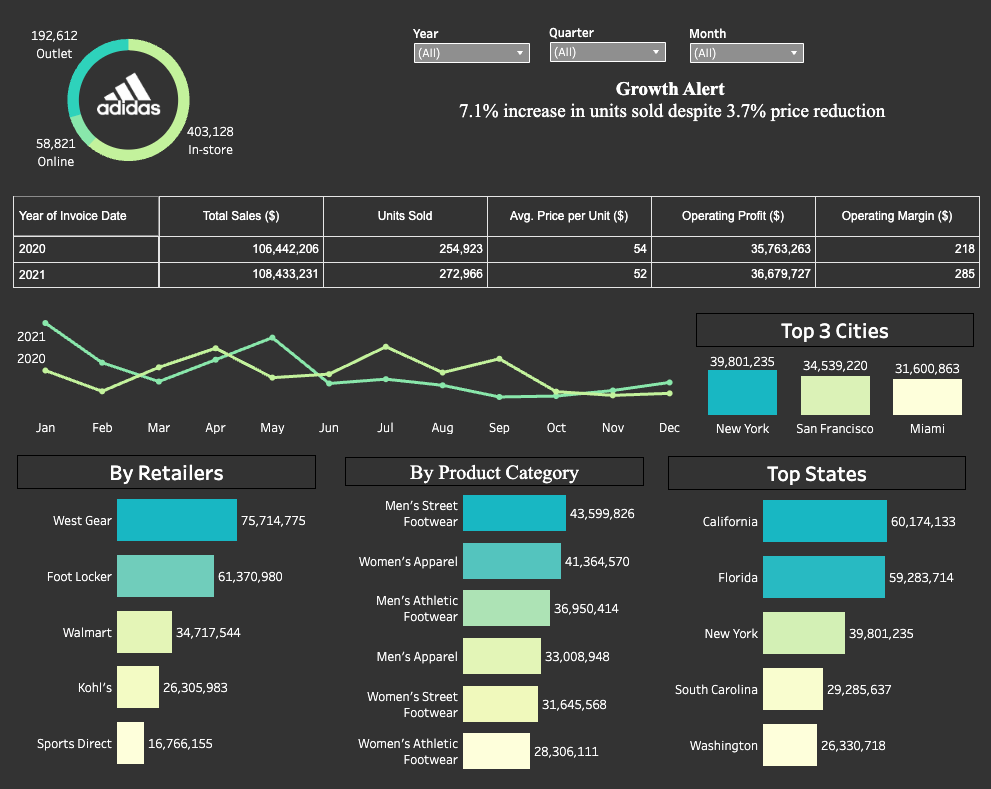 192,612
Outlet
adidas
58,821
Online
403,128
In-store
Year
(All)
Quarter
(All)
Month
(All)
Growth Alert
7.1% increase in units sold despite 3.7% price reduction
Year of Invoice Date Total Sales ($) Units Sold Avg. Price per Unit ($) Operating Profit ($) Operating Margin ($)
2020 106,442,206 254,923 54 35,763,263 218
2021 108,433,231 272,966 52 36,679,727 285
2021
2020
Jan Feb Mar Apr May Jun Jul Aug Sep Oct Nov Dec
Top 3 Cities
39,801,235 34,539,220 31,600,863
New York San Francisco Miami
By Retailers
West Gear 75,714,775
Foot Locker 61,370,980
Walmart 34,717,544
Kohl's 26,305,983
Sports Direct 16,766,155
By Product Category
Men's Street
Footwear 43,599,826
Women's Apparel 41,364,570
Men's Athletic
Footwear 36,950,414
Men's Apparel 33,008,948
Women's Street
Footwear 31,645,568
Women's Athletic
Footwear 28,306,111
Top States
California 60,174,133
Florida 59,283,714
New York 39,801,235
South Carolina 29,285,637
Washington 26,330,718